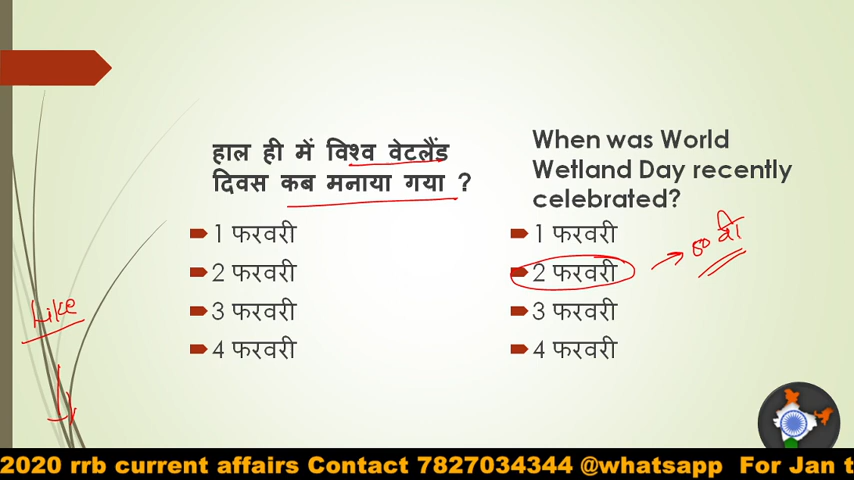 हाल ही में विश्व वेटलैंड
दिवस कब मनाया गया ?
1 फरवरी
2 फरवरी
3 फरवरी
4 फरवरी
When was World
Wetland Day recently
celebrated?
1 फरवरी
2 फरवरी
3 फरवरी
4 फरवरी
Like
2020 rrb current affairs Contact 7827034344 @whatsapp For Jan t